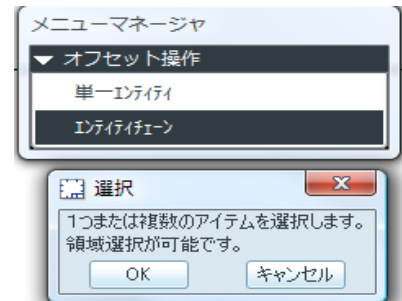 メニューマネージャ
▼ オフセット操作
単一ｴﾝﾃｨﾃｨ
ｴﾝﾃｨﾃｨﾁｪｰﾝ
選択
1つまたは複数のアイテムを選択します。
領域選択が可能です。
OK キャンセル